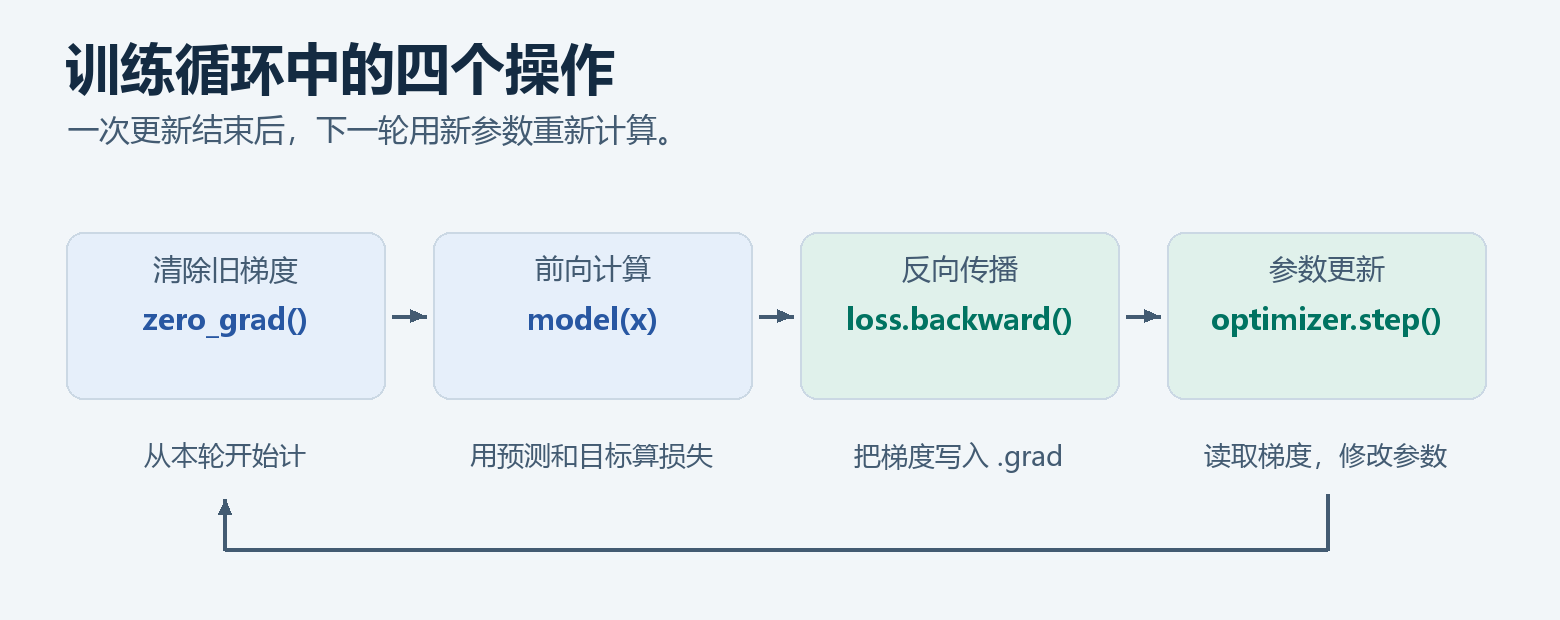 训练循环中的四个操作
一次更新结束后，下一轮用新参数重新计算。
清除旧梯度
zero_grad()
从本轮开始计
前向计算
model(x)
用预测和目标算损失
反向传播
loss.backward()
把梯度写入 .grad
参数更新
optimizer.step()
读取梯度，修改参数